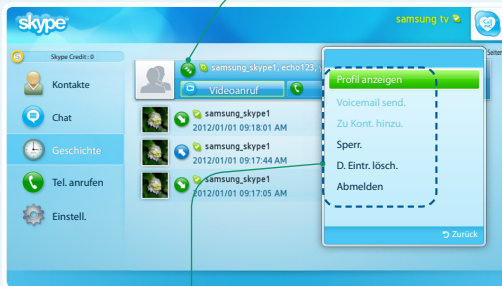 skype
samsung tv
Skype Credit : 0
Seiten
Kontakte
Chat
Geschichte
Tel. anrufen
Einstell.
samsung_skype1, echo123,
Videoanruf
samsung_skype1
2012/01/01 09:18:01 AM
samsung_skype1
2012/01/01 09:17:44 AM
samsung_skype1
2012/01/01 09:17:05 AM
Profil anzeigen
Voicemail send.
Zu Kont. hinzu.
Sperr.
D. Eintr. lösch.
Abmelden
Zurück